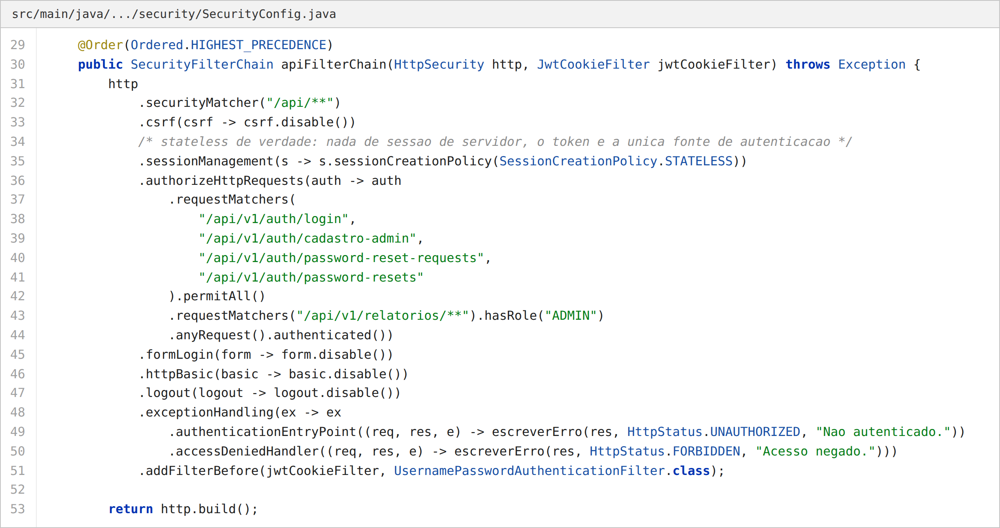 src/main/java/.../security/SecurityConfig.java
29 @Order(Ordered.HIGHEST_PRECEDENCE)
30 public SecurityFilterChain apiFilterChain(HttpSecurity http, JwtCookieFilter jwtCookieFilter) throws Exception {
31 http
32 .securityMatcher("/api/**")
33 .csrf(csrf -> csrf.disable())
34 /* stateless de verdade: nada de sessao de servidor, o token e a unica fonte de autenticacao */
35 .sessionManagement(s -> s.sessionCreationPolicy(SessionCreationPolicy.STATELESS))
36 .authorizeHttpRequests(auth -> auth
37 .requestMatchers(
38 "/api/v1/auth/login",
39 "/api/v1/auth/cadastro-admin",
40 "/api/v1/auth/password-reset-requests",
41 "/api/v1/auth/password-resets"
42 ).permitAll()
43 .requestMatchers("/api/v1/relatorios/**").hasRole("ADMIN")
44 .anyRequest().authenticated())
45 .formLogin(form -> form.disable())
46 .httpBasic(basic -> basic.disable())
47 .logout(logout -> logout.disable())
48 .exceptionHandling(ex -> ex
49 .authenticationEntryPoint((req, res, e) -> escreverErro(res, HttpStatus.UNAUTHORIZED, "Nao autenticado."))
50 .accessDeniedHandler((req, res, e) -> escreverErro(res, HttpStatus.FORBIDDEN, "Acesso negado.")))
51 .addFilterBefore(jwtCookieFilter, UsernamePasswordAuthenticationFilter.class);
52
53 return http.build();